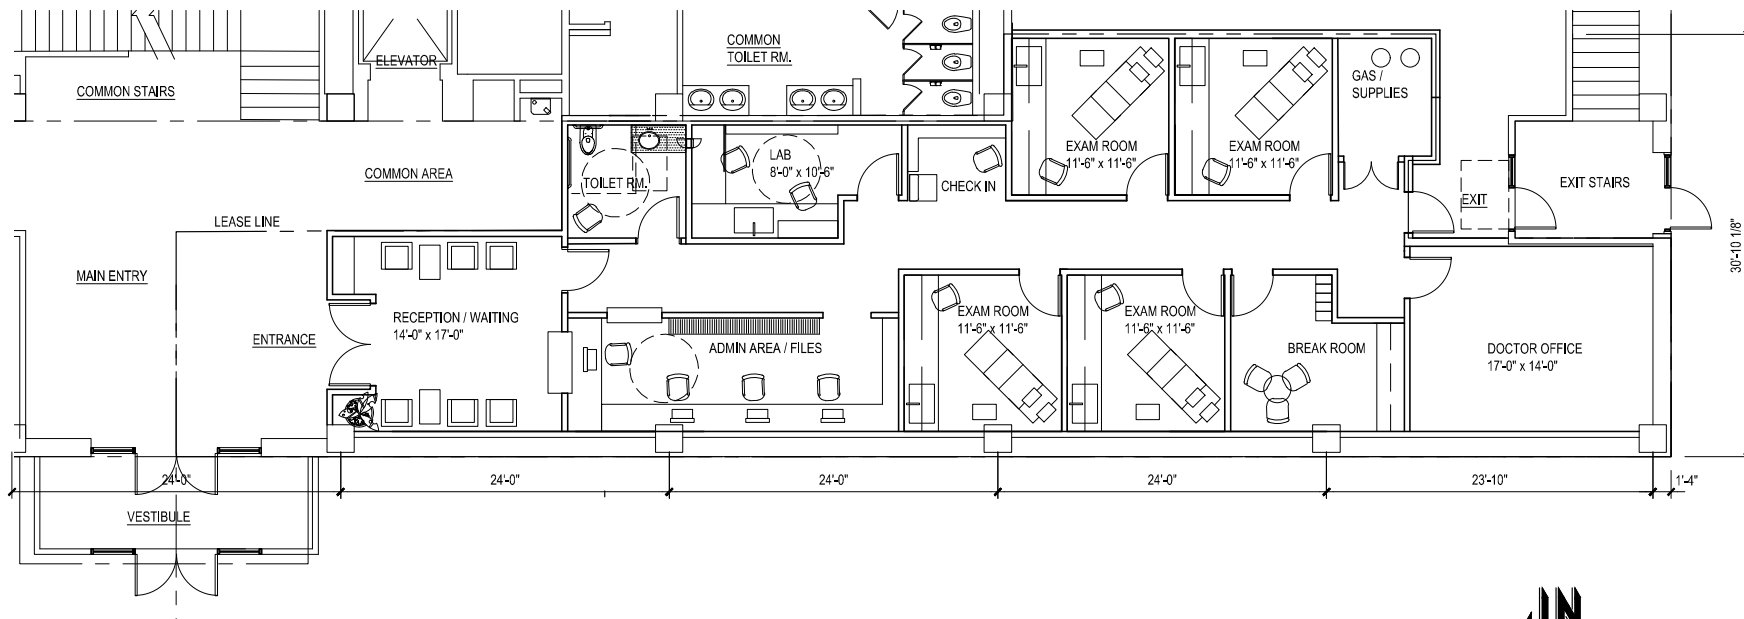 COMMON
TOILET RM.
ELEVATOR
COMMON STAIRS
GAS /
SUPPLIES
EXAM ROOM
11'-6" x 11'-6"
EXAM ROOM
11'-6" x 11'-6"
LAB
8'-0" x 10'-6"
COMMON AREA
TOILET RM.
CHECK IN
EXIT
EXIT STAIRS
LEASE LINE
30'-10 1/8"
MAIN ENTRY
RECEPTION / WAITING
14'-0" x 17'-0"
EXAM ROOM
11'-6" x 11'-6"
EXAM ROOM
11'-6" x 11'-6"
ENTRANCE
ADMIN AREA / FILES
BREAK ROOM
DOCTOR OFFICE
17'-0" x 14'-0"
24'-0"
24'-0"
24'-0"
24'-0"
23'-10"
1'-4"
VESTIBULE